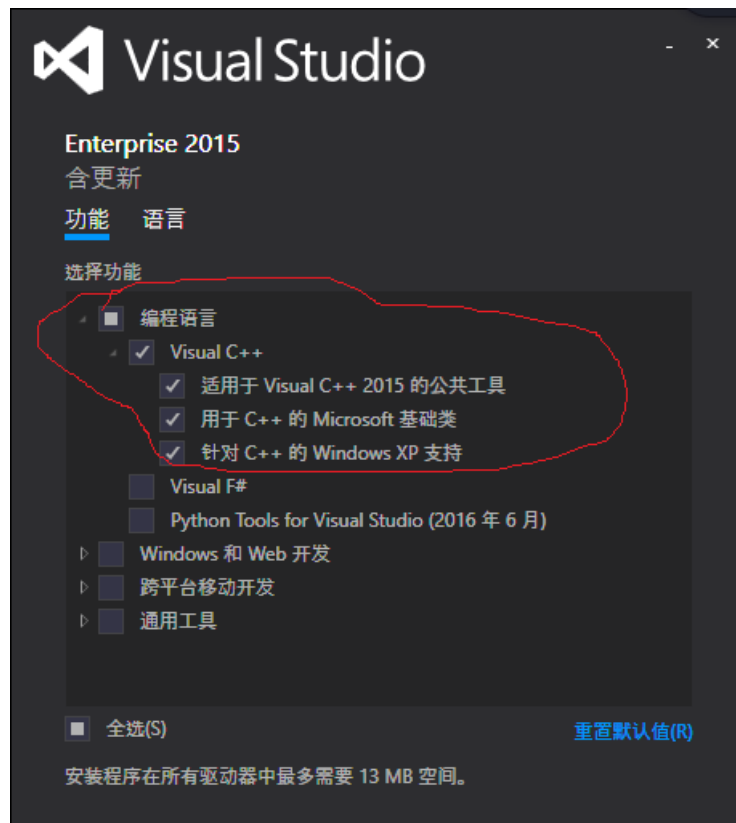 Visual Studio
Enterprise 2015
含更新
功能 语言
选择功能
编程语言
Visual C++
适用于 Visual C++ 2015 的公共工具
用于 C++ 的 Microsoft 基础类
针对 C++ 的 Windows XP 支持
Visual F#
Python Tools for Visual Studio (2016 年 6 月)
Windows 和 Web 开发
跨平台移动开发
通用工具
全选(S) 重置默认值(R)
安装程序在所有驱动器中最多需要 13 MB 空间。